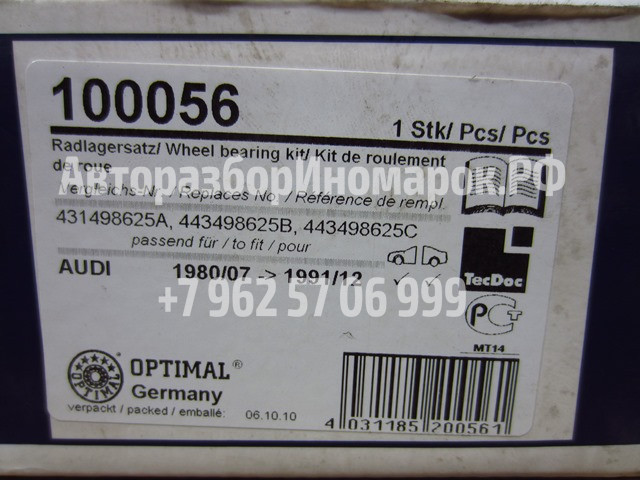 100056
1 Stk/ Pcs/ Pcs
Radlagersatz/ Wheel bearing kit/ Kit de roulement
de roue
АвторазборИномарок.РФ
Vergleichs-Nr. / Replaces No. / Référence de rempl.
431498625A, 443498625B, 443498625C
passend für / to fit / pour
AUDI 1980/07 -> 1991/12
TecDoc
+7 962 57 06 999
РСт
MT14
OPTIMAL
OPTIMAL®
Germany
verpackt / packed / emballé: 06.10.10
4 031185 200561